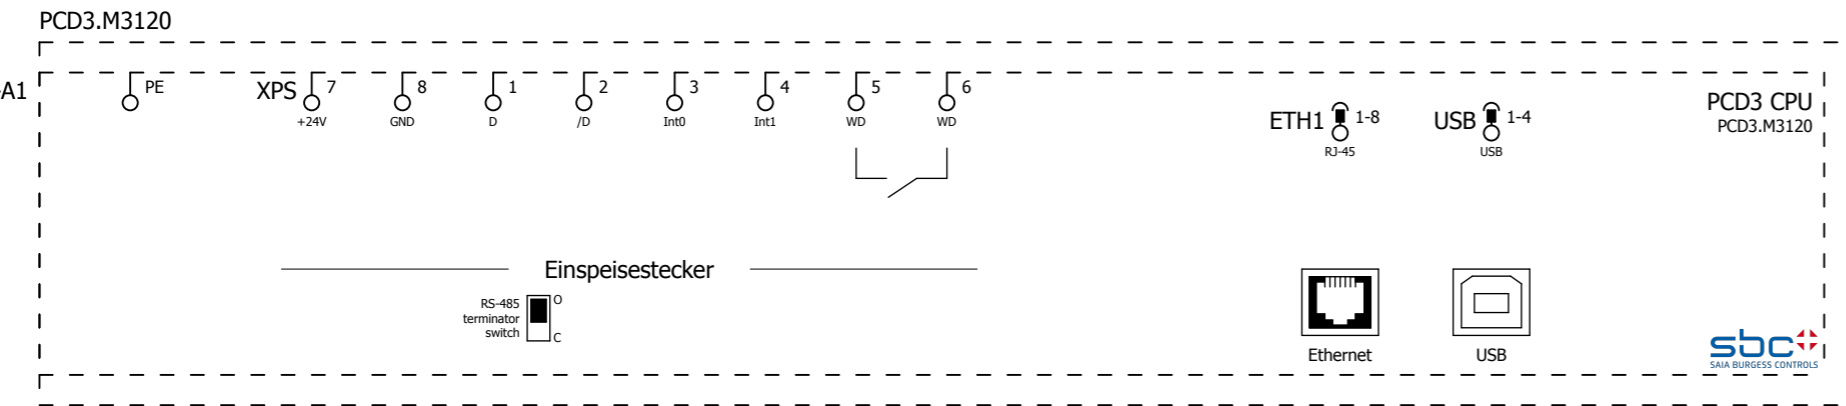 PCD3.M3120
A1
PE
XPS 7 8 1 2 3 4 5 6
+24V GND D /D Int0 Int1 WD WD
ETH1 1-8
RJ-45
USB 1-4
USB
PCD3 CPU
PCD3.M3120
Einspeisestecker
RS-485
terminator
switch
O
C
Ethernet
USB
sbc
SAIA BURGESS CONTROLS